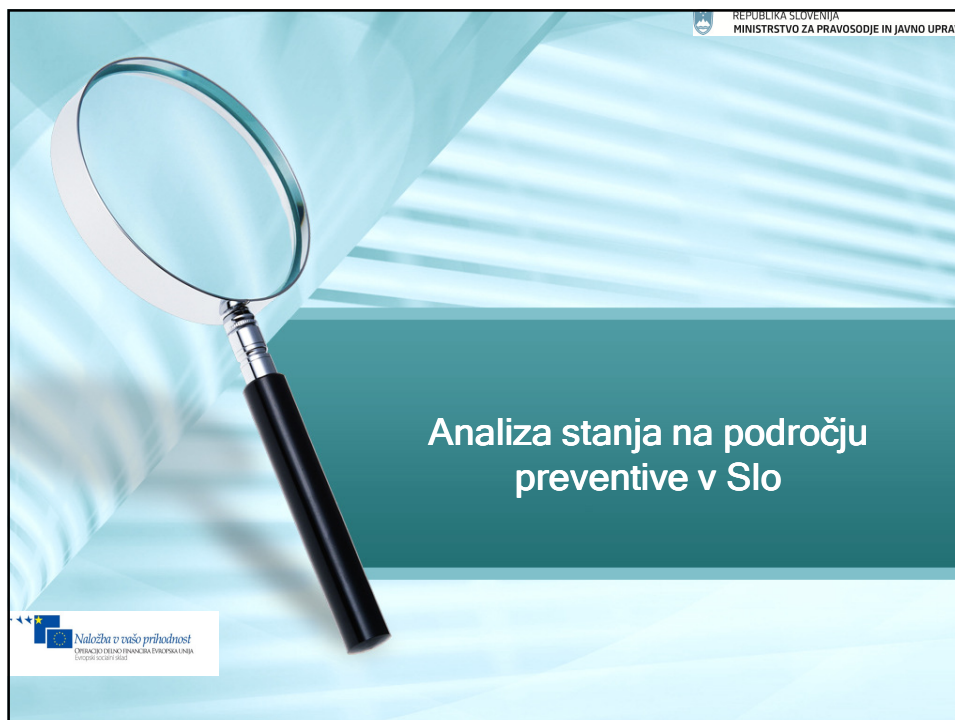 REPUBLIKA SLOVENIJA
MINISTRSTVO ZA PRAVOSODJE IN JAVNO UPRAV
Analiza stanja na področju
preventive v Slo
Naložba v vašo prihodnost
OPERACIJO DELNO FINANCIRA EVROPSKA UNIJA
Evropski socialni sklad